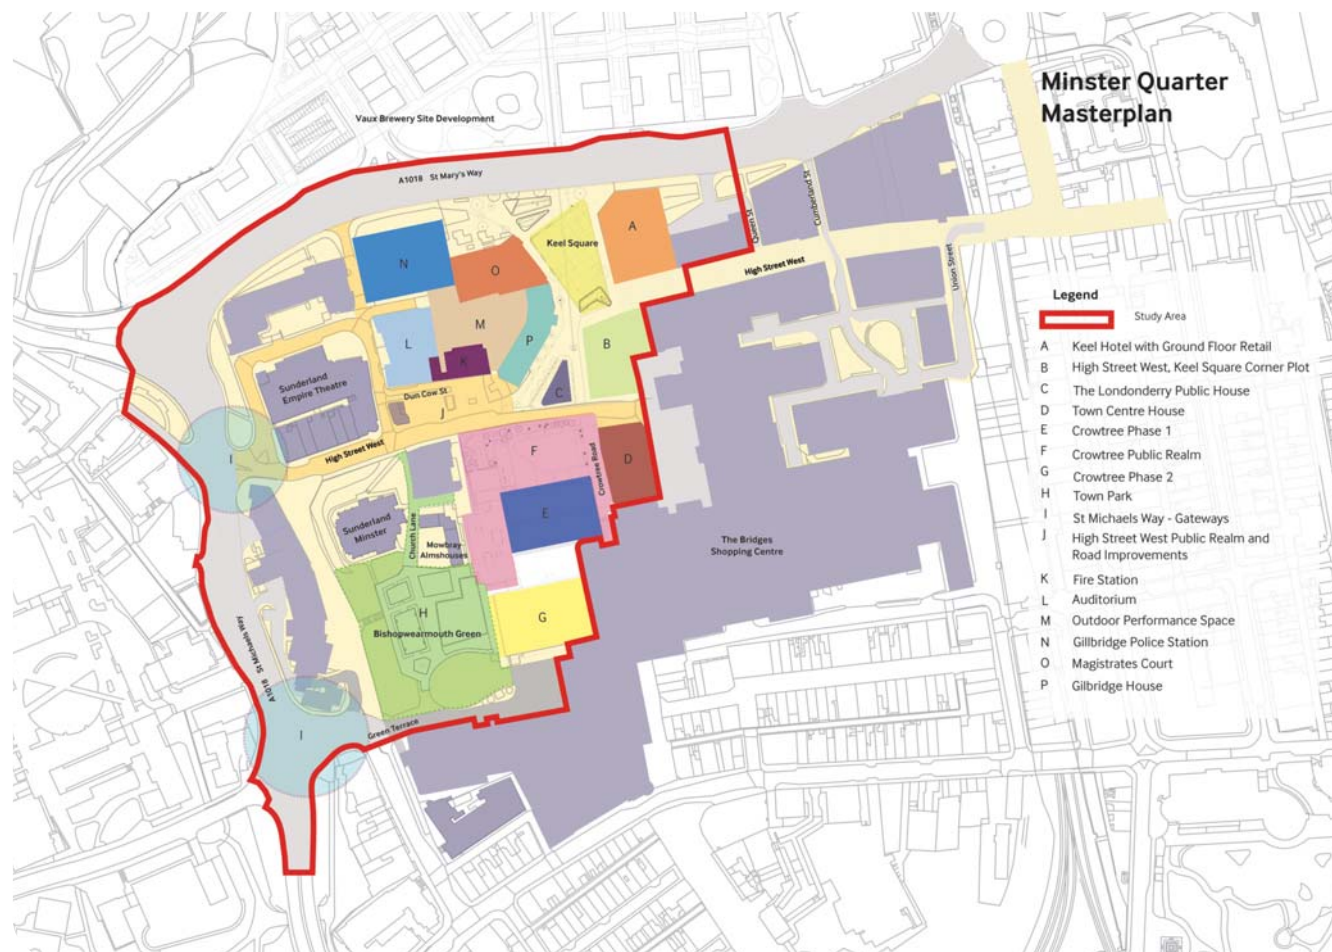 Minster Quarter
Masterplan
Vaux Brewery Site Development
A1018 St Mary's Way
Queen St
Cumberland St
Union Street
Keel Square
High Street West
A
N
O
M
L
P
K
B
C
Sunderland
Empire Theatre
Dun Cow St
J
High Street West
I
F
Crowtree Road
D
E
Sunderland
Minster
Church Lane
Mowbray
Almshouses
The Bridges
Shopping Centre
H
Bishopwearmouth Green
G
A1018 St Michaels Way
I
Green Terrace
Legend
Study Area
A Keel Hotel with Ground Floor Retail
B High Street West, Keel Square Corner Plot
C The Londonderry Public House
D Town Centre House
E Crowtree Phase 1
F Crowtree Public Realm
G Crowtree Phase 2
H Town Park
I St Michaels Way - Gateways
J High Street West Public Realm and
Road Improvements
K Fire Station
L Auditorium
M Outdoor Performance Space
N Gillbridge Police Station
O Magistrates Court
P Gilbridge House